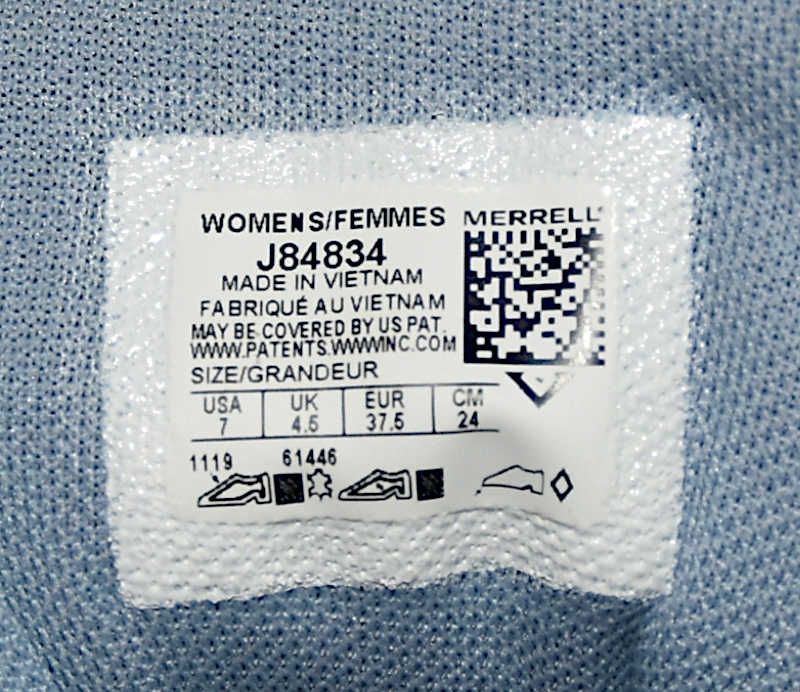 WOMENS/FEMMES
MERRELL
J84834
MADE IN VIETNAM
FABRIQUÉ AU VIETNAM
MAY BE COVERED BY US PAT.
WWW.PATENTS.WWWINC.COM
SIZE/GRANDEUR
USA UK EUR CM
7 4.5 37.5 24
1119 61446